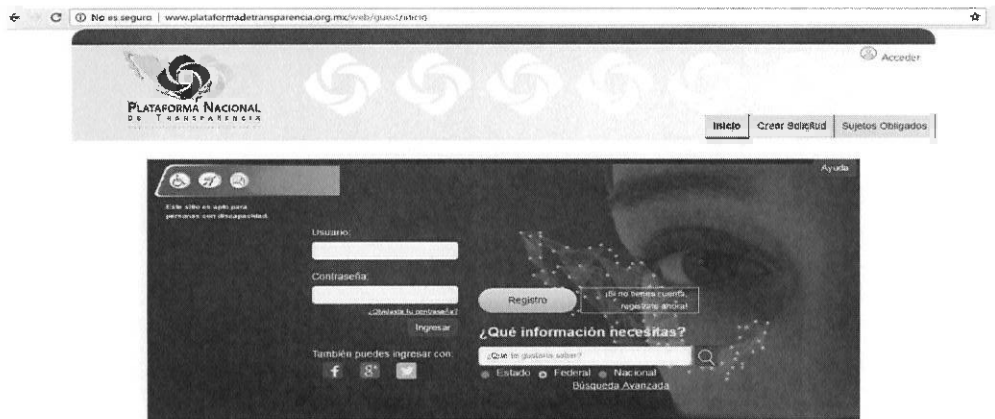 No es seguro | www.plataformadetransparencia.org.mx/web/guest/inicio
Acceder
PLATAFORMA NACIONAL
DE TRANSPARENCIA
Inicio
Crear Solicitud
Sujetos Obligados
Ayuda
Este sitio es apto para
personas con discapacidad.
Usuario:
Contraseña:
¿Olvidaste tu contraseña?
Ingresar
También puedes ingresar con:
f g+
Registro
¡Si no tienes cuenta,
regístrate ahora!
¿Qué información necesitas?
¿Qué te gustaría saber?
Estado Federal Nacional
Búsqueda Avanzada